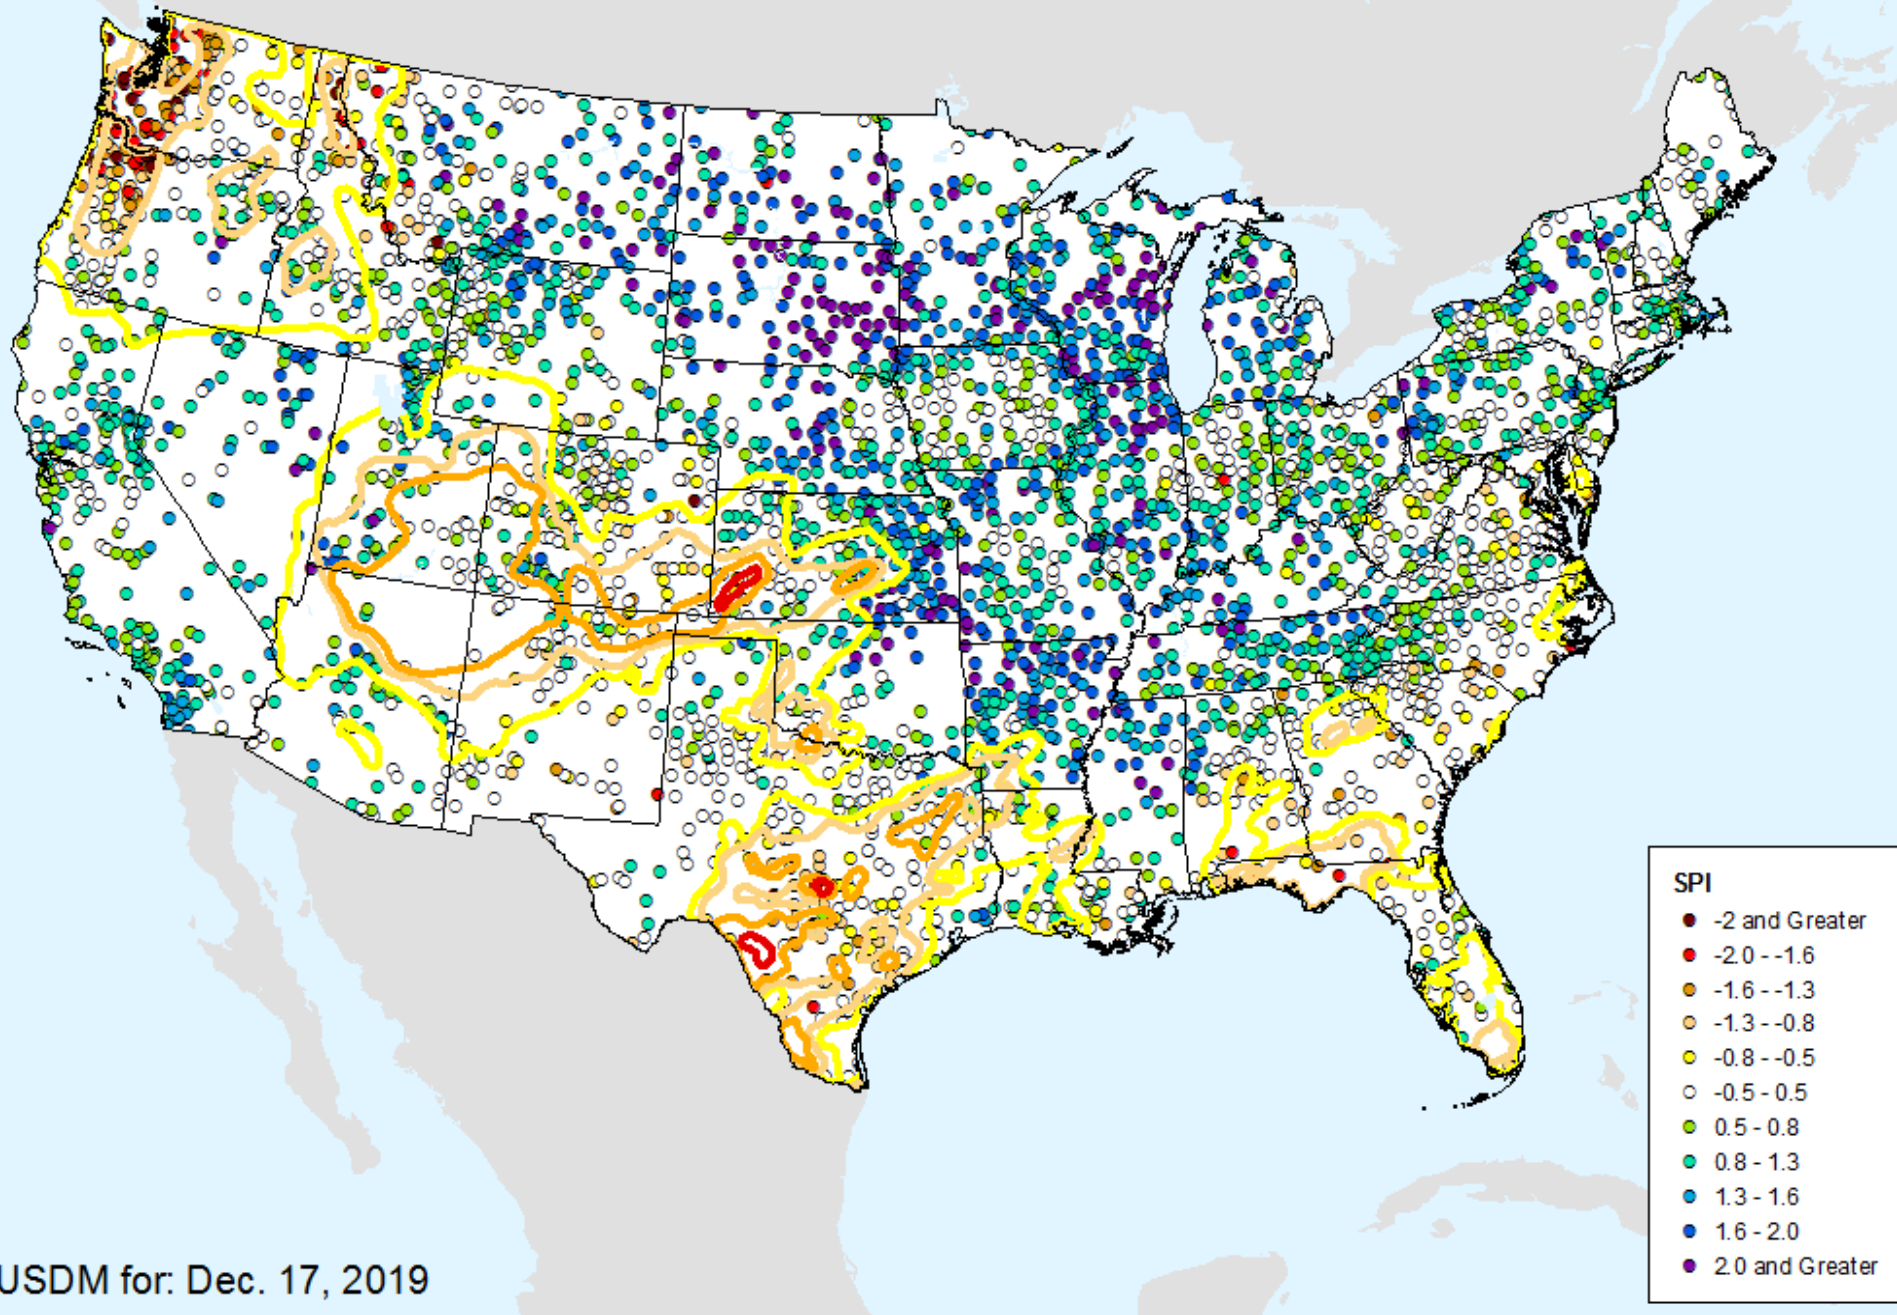 SPI
-2 and Greater
-2.0 - -1.6
-1.6 - -1.3
-1.3 - -0.8
-0.8 - -0.5
-0.5 - 0.5
0.5 - 0.8
0.8 - 1.3
1.3 - 1.6
1.6 - 2.0
2.0 and Greater
USDM for: Dec. 17, 2019